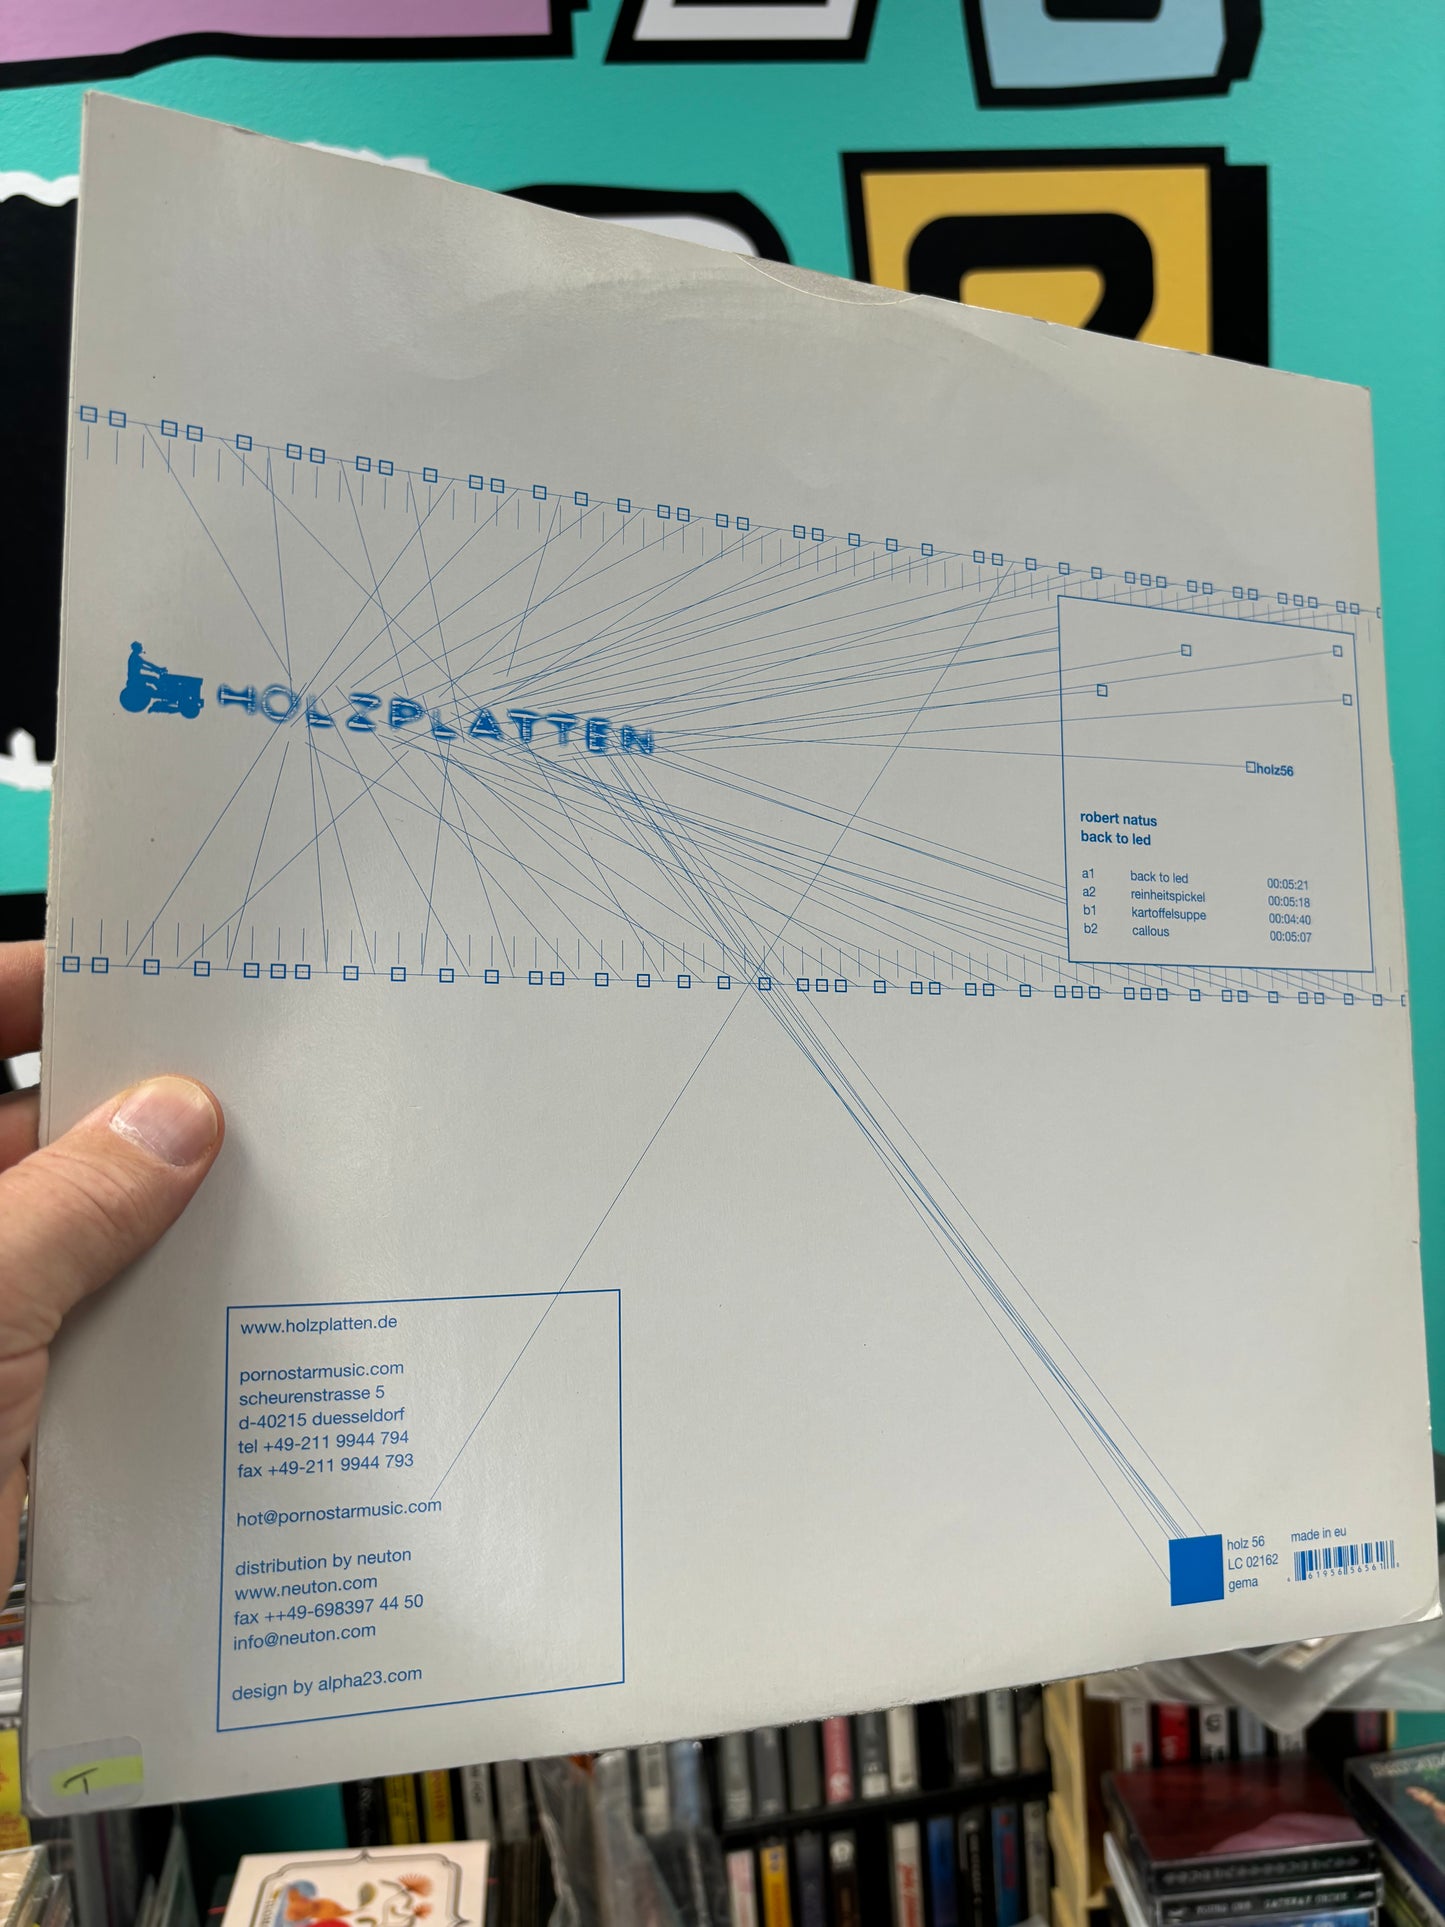 HOLZPLATTEN
holz56
robert natus
back to led
a1 back to led 00:05:21
a2 reinheitspickel 00:05:18
b1 kartoffelsuppe 00:04:40
b2 callous 00:05:07
www.holzplatten.de
pornostarmusic.com
scheurenstrasse 5
d-40215 duesseldorf
tel +49-211 9944 794
fax +49-211 9944 793
hot@pornostarmusic.com
distribution by neuton
www.neuton.com
fax ++49-698397 44 50
info@neuton.com
design by alpha23.com
holz 56
LC 02162
gema
made in eu
T